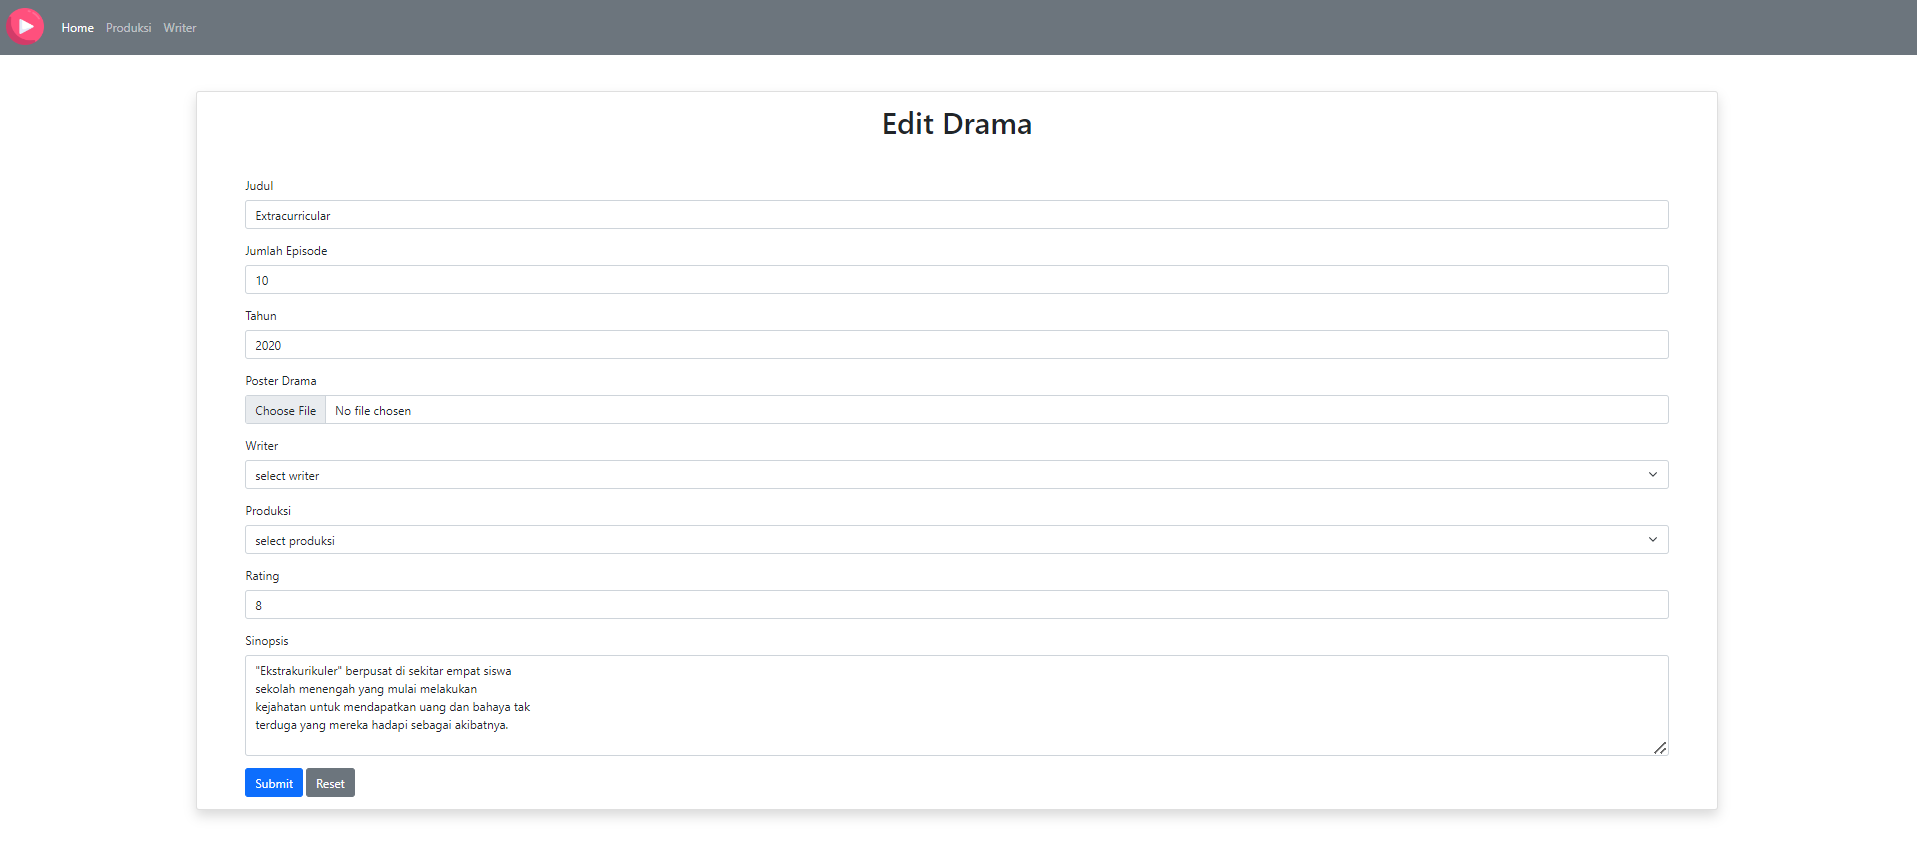 Home Produksi Writer
Edit Drama
Judul
Extracurricular
Jumlah Episode
10
Tahun
2020
Poster Drama
Choose File No file chosen
Writer
select writer
Produksi
select produksi
Rating
8
Sinopsis
"Ekstrakurikuler" berpusat di sekitar empat siswa
sekolah menengah yang mulai melakukan
kejahatan untuk mendapatkan uang dan bahaya tak
terduga yang mereka hadapi sebagai akibatnya.
Submit Reset